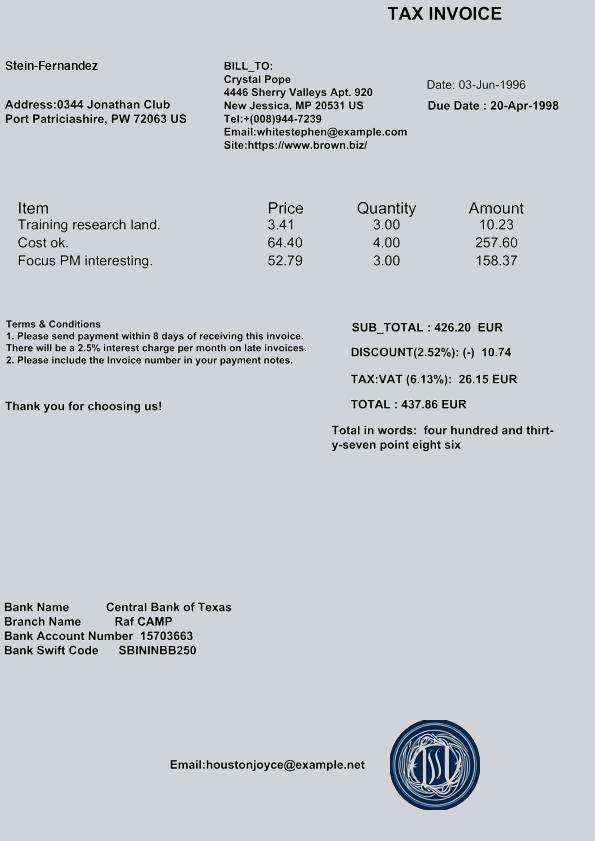 TAX INVOICE
Stein-Fernandez
Address:0344 Jonathan Club
Port Patriciashire, PW 72063 US
BILL_TO:
Crystal Pope
4446 Sherry Valleys Apt. 920
New Jessica, MP 20531 US
Tel:+(008)944-7239
Email:whitestephen@example.com
Site:https://www.brown.biz/
Date: 03-Jun-1996
Due Date : 20-Apr-1998
Item Price Quantity Amount
Training research land. 3.41 3.00 10.23
Cost ok. 64.40 4.00 257.60
Focus PM interesting. 52.79 3.00 158.37
Terms & Conditions
1. Please send payment within 8 days of receiving this invoice.
There will be a 2.5% interest charge per month on late invoices.
2. Please include the Invoice number in your payment notes.
Thank you for choosing us!
SUB_TOTAL : 426.20 EUR
DISCOUNT(2.52%): (-) 10.74
TAX:VAT (6.13%): 26.15 EUR
TOTAL : 437.86 EUR
Total in words: four hundred and thirt-
y-seven point eight six
Bank Name Central Bank of Texas
Branch Name Raf CAMP
Bank Account Number 15703663
Bank Swift Code SBININBB250
Email:houstonjoyce@example.net